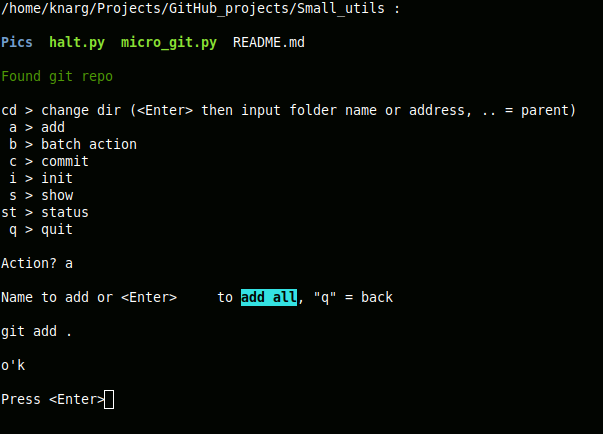 /home/knarg/Projects/GitHub_projects/Small_utils :
Pics  halt.py  micro_git.py  README.md
Found git repo
cd > change dir (<Enter> then input folder name or address, .. = parent)
 a > add
 b > batch action
 c > commit
 i > init
 s > show
st > status
 q > quit
Action? a
Name to add or <Enter>     to add all, "q" = back
git add .
o'k
Press <Enter>